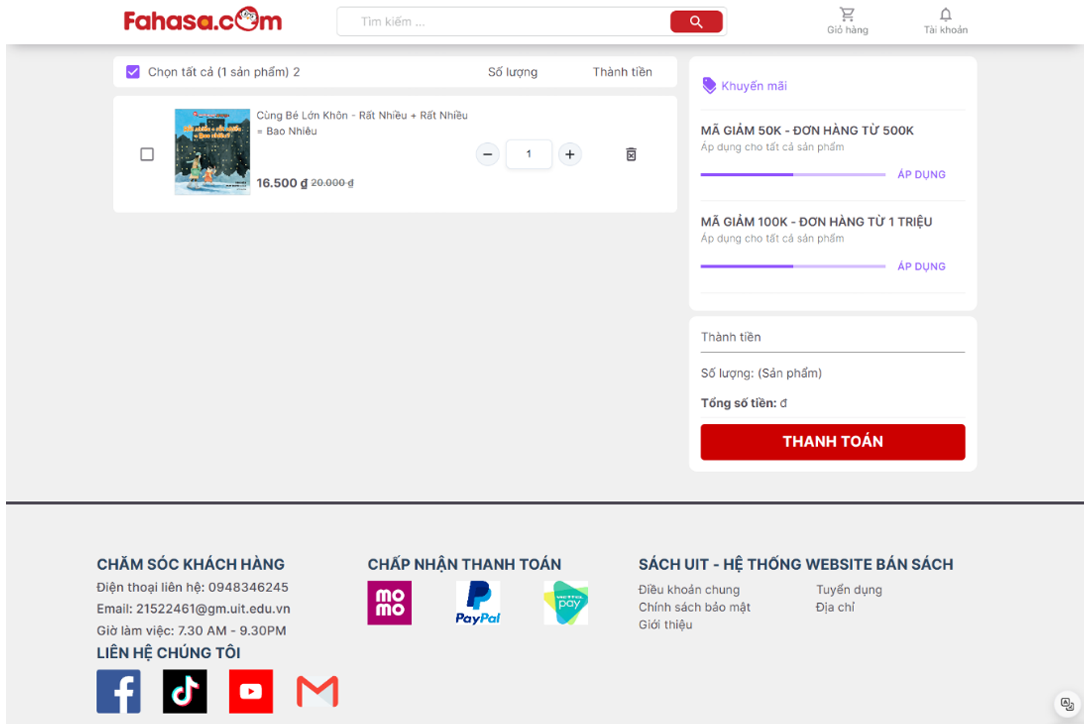 Fahasa.com
Tìm kiếm ...
Giỏ hàng
Tài khoản
Chọn tất cả (1 sản phẩm) 2
Số lượng
Thành tiền
Cùng Bé Lớn Khôn - Rất Nhiều + Rất Nhiều
= Bao Nhiêu
1
16.500 ₫ 20.000 ₫
Khuyến mãi
MÃ GIẢM 50K - ĐƠN HÀNG TỪ 500K
Áp dụng cho tất cả sản phẩm
ÁP DỤNG
MÃ GIẢM 100K - ĐƠN HÀNG TỪ 1 TRIỆU
Áp dụng cho tất cả sản phẩm
ÁP DỤNG
Thành tiền
Số lượng: (Sản phẩm)
Tổng số tiền: đ
THANH TOÁN
CHĂM SÓC KHÁCH HÀNG
Điện thoại liên hệ: 0948346245
Email: 21522461@gm.uit.edu.vn
Giờ làm việc: 7.30 AM - 9.30PM
LIÊN HỆ CHÚNG TÔI
CHẤP NHẬN THANH TOÁN
mo
mo
PayPal
pay
SÁCH UIT - HỆ THỐNG WEBSITE BÁN SÁCH
Điều khoản chung
Tuyển dụng
Chính sách bảo mật
Địa chỉ
Giới thiệu